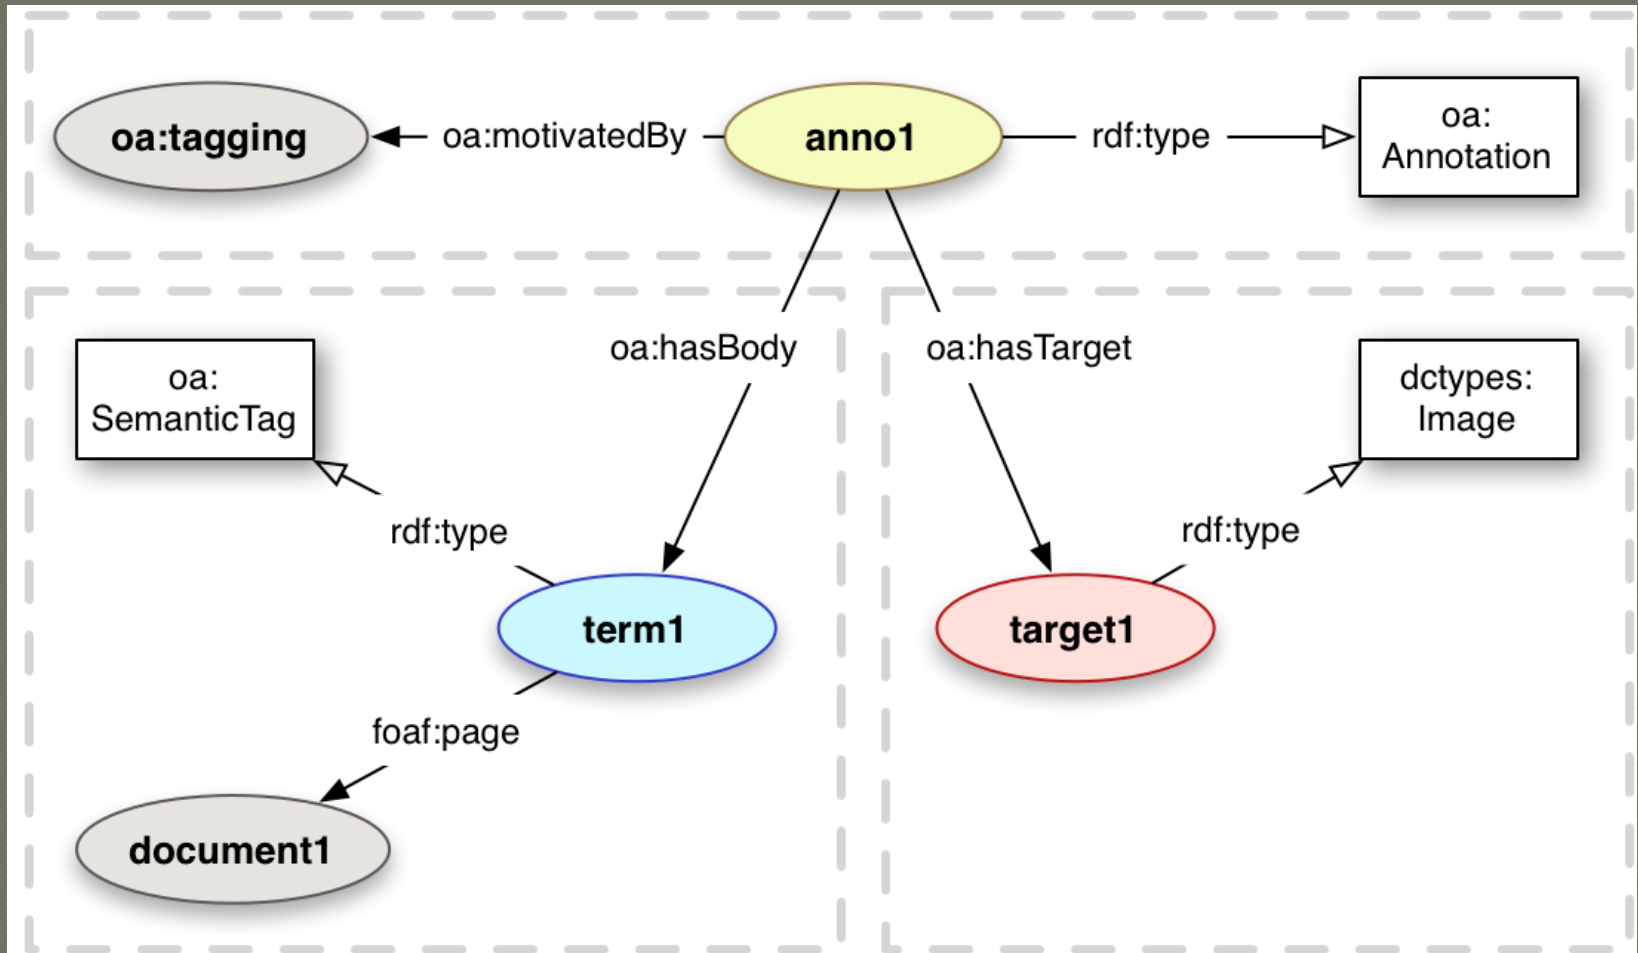 oa:tagging
oa:motivatedBy
anno1
rdf:type
oa:
Annotation
oa:hasBody
oa:hasTarget
oa:
SemanticTag
dctypes:
Image
rdf:type
rdf:type
term1
target1
foaf:page
document1